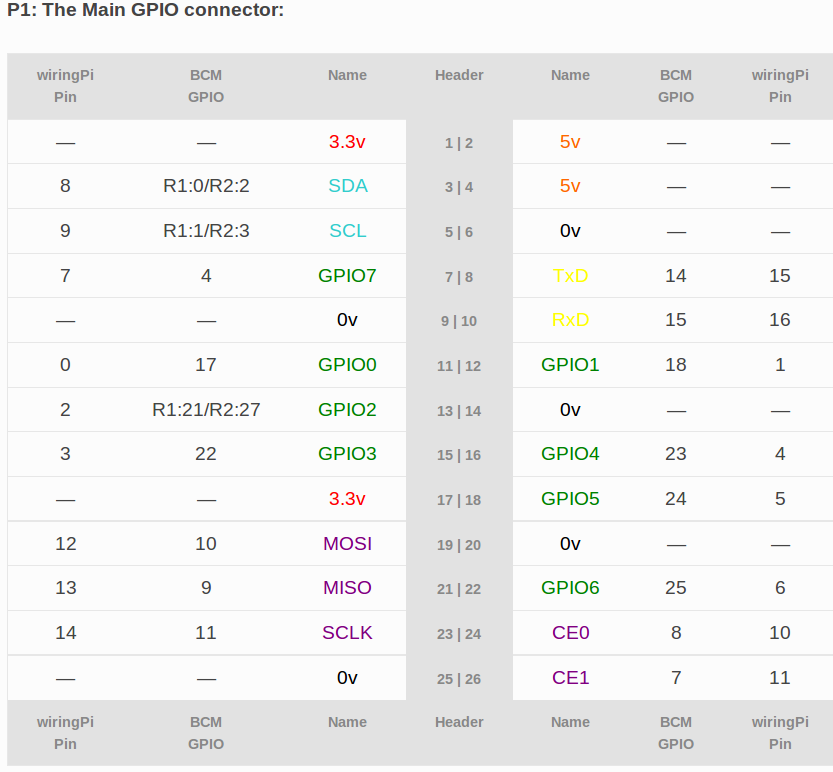 P1: The Main GPIO connector:
wiringPi Pin BCM GPIO Name Header Name BCM GPIO wiringPi Pin
— — 3.3v 1 | 2 5v — —
8 R1:0/R2:2 SDA 3 | 4 5v — —
9 R1:1/R2:3 SCL 5 | 6 0v — —
7 4 GPIO7 7 | 8 TxD 14 15
— — 0v 9 | 10 RxD 15 16
0 17 GPIO0 11 | 12 GPIO1 18 1
2 R1:21/R2:27 GPIO2 13 | 14 0v — —
3 22 GPIO3 15 | 16 GPIO4 23 4
— — 3.3v 17 | 18 GPIO5 24 5
12 10 MOSI 19 | 20 0v — —
13 9 MISO 21 | 22 GPIO6 25 6
14 11 SCLK 23 | 24 CE0 8 10
— — 0v 25 | 26 CE1 7 11
wiringPi Pin BCM GPIO Name Header Name BCM GPIO wiringPi Pin